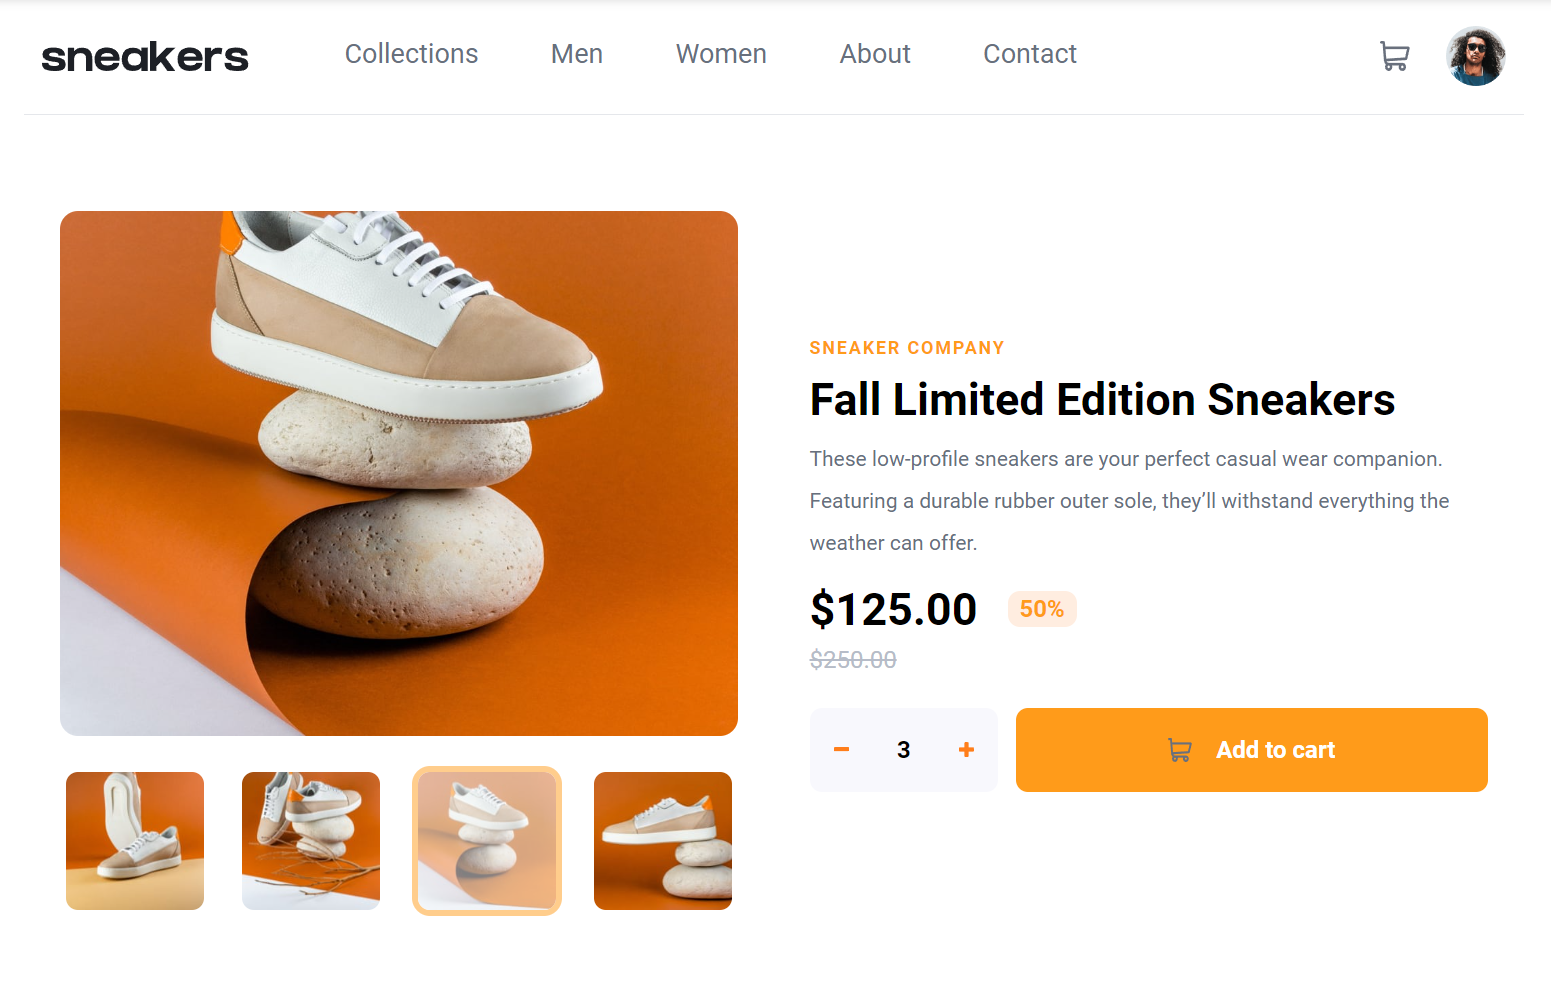 sneakers Collections Men Women About Contact
SNEAKER COMPANY
Fall Limited Edition Sneakers
These low-profile sneakers are your perfect casual wear companion.
Featuring a durable rubber outer sole, they’ll withstand everything the
weather can offer.
$125.00 50%
$250.00
3 Add to cart